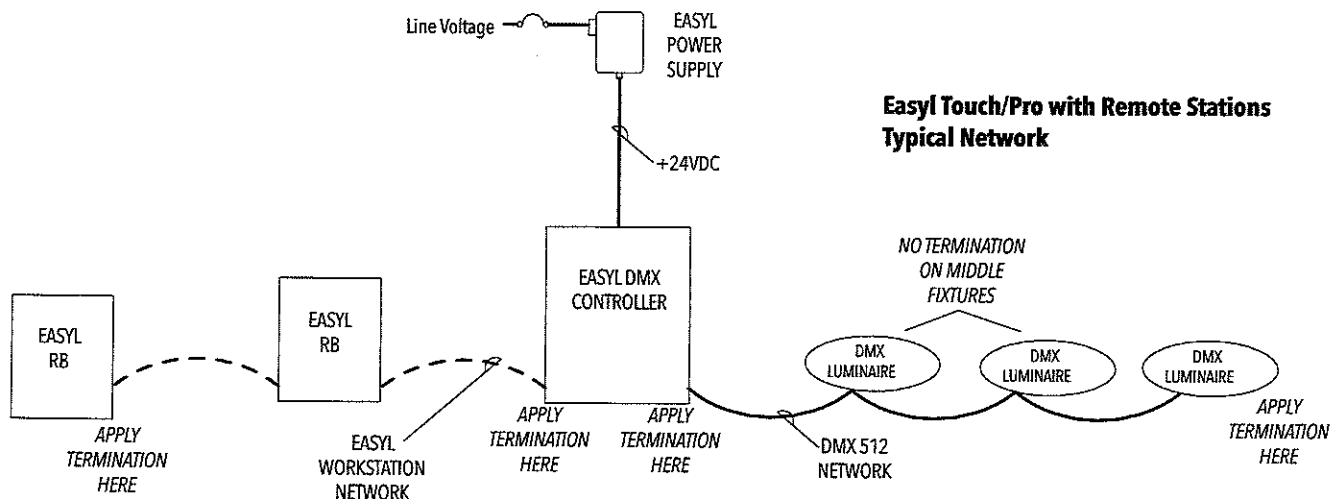 Line Voltage
EASYL
POWER
SUPPLY
Easyl Touch/Pro with Remote Stations
Typical Network
+24VDC
EASYL
RB
EASYL
RB
EASYL DMX
CONTROLLER
NO TERMINATION
ON MIDDLE
FIXTURES
DMX
LUMINAIRE
DMX
LUMINAIRE
DMX
LUMINAIRE
APPLY
TERMINATION
HERE
EASYL
WORKSTATION
NETWORK
APPLY
TERMINATION
HERE
APPLY
TERMINATION
HERE
DMX 512
NETWORK
APPLY
TERMINATION
HERE